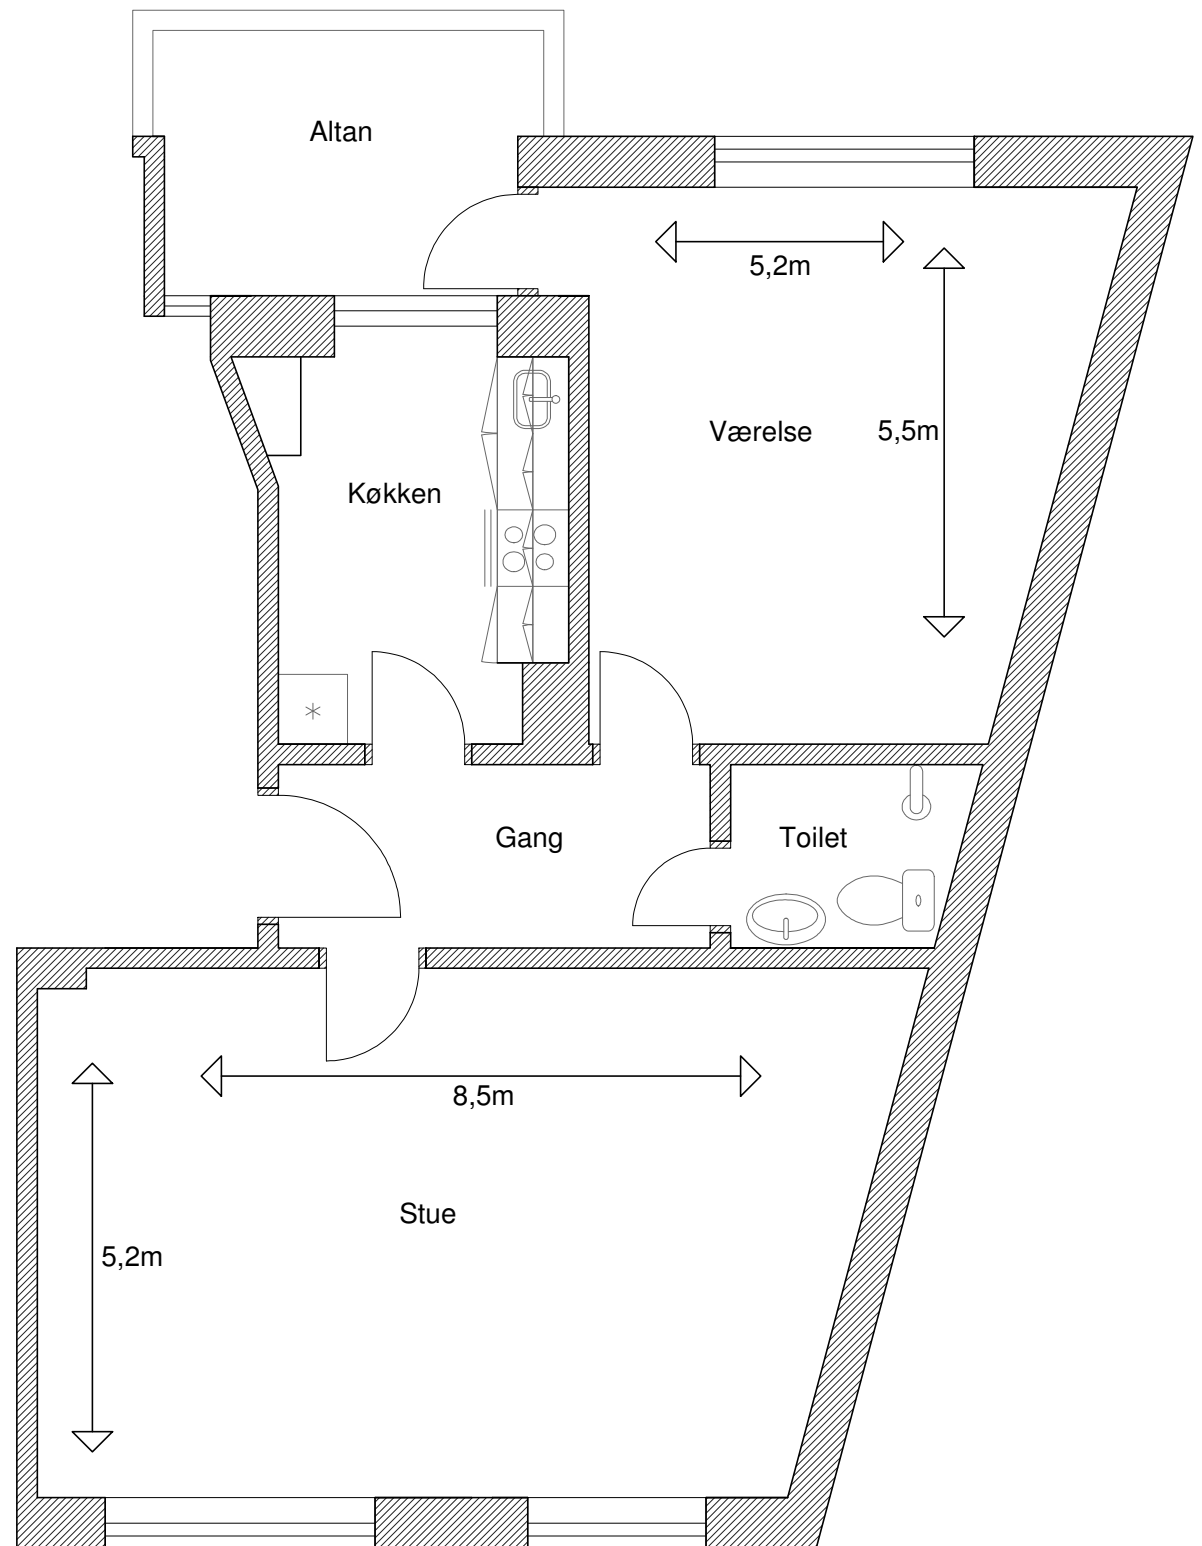 Altan
5,2m
Værelse
5,5m
Køkken
Gang
Toilet
8,5m
Stue
5,2m